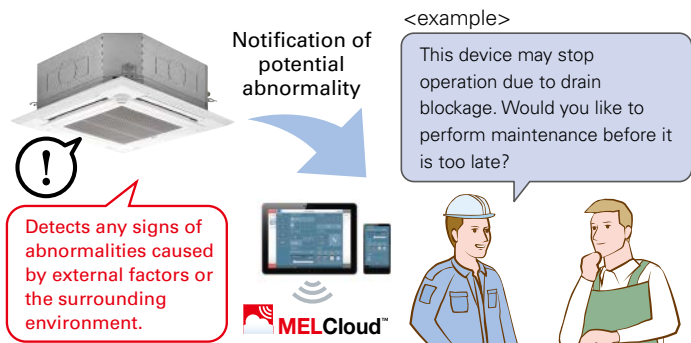 Notification of
potential
abnormality
<example>
This device may stop
operation due to drain
blockage. Would you like to
perform maintenance before it
is too late?
!
Detects any signs of
abnormalities caused
by external factors or
the surrounding
environment.
MELCloud™